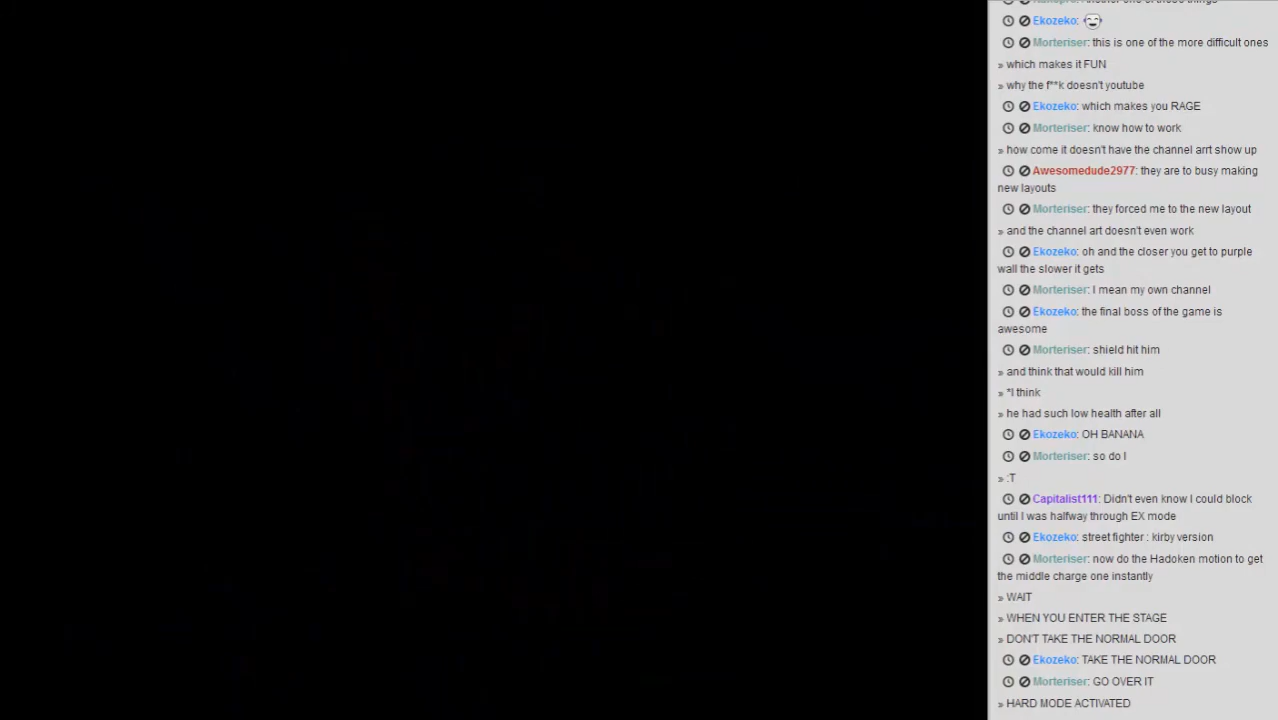 Ekozeko:
Morteriser: this is one of the more difficult ones
» which makes it FUN
» why the f**k doesn't youtube
Ekozeko: which makes you RAGE
Morteriser: know how to work
» how come it doesn't have the channel arrt show up
Awesomedude2977: they are to busy making
new layouts
Morteriser: they forced me to the new layout
» and the channel art doesn't even work
Ekozeko: oh and the closer you get to purple
wall the slower it gets
Morteriser: I mean my own channel
Ekozeko: the final boss of the game is
awesome
Morteriser: shield hit him
» and think that would kill him
» *I think
» he had such low health after all
Ekozeko: OH BANANA
Morteriser: so do I
» :T
Capitalist111: Didn't even know I could block
until I was halfway through EX mode
Ekozeko: street fighter : kirby version
Morteriser: now do the Hadoken motion to get
the middle charge one instantly
» WAIT
» WHEN YOU ENTER THE STAGE
» DON'T TAKE THE NORMAL DOOR
Ekozeko: TAKE THE NORMAL DOOR
Morteriser: GO OVER IT
» HARD MODE ACTIVATED